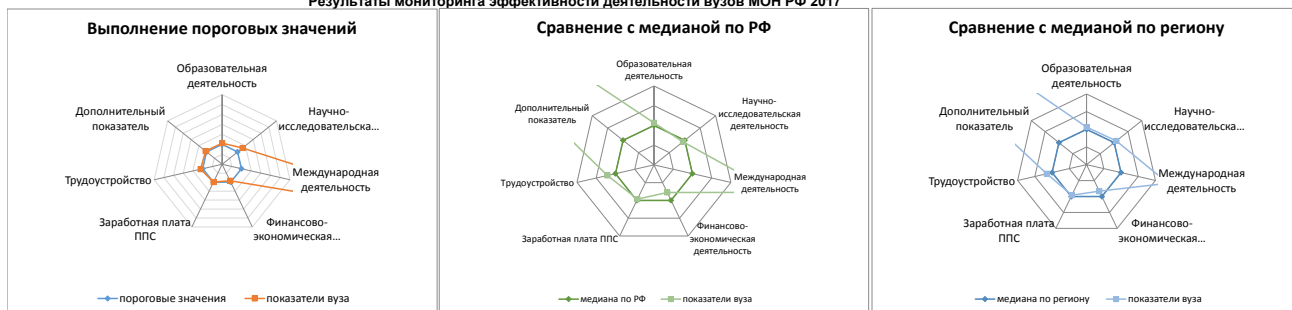 Результаты мониторинга эффективности деятельности вузов МОН РФ 2017
Выполнение пороговых значений
Образовательная
деятельность
Научно-
исследовательска...
Международная
деятельность
Финансово-
экономическая...
Заработная плата
ППС
Трудоустройство
Дополнительный
показатель
пороговые значения
показатели вуза
Сравнение с медианой по РФ
Образовательная
деятельность
Научно-
исследовательская
деятельность
Международная
деятельность
Финансово-
экономическая
деятельность
Заработная плата ППС
Трудоустройство
Дополнительный
показатель
медиана по РФ
показатели вуза
Сравнение с медианой по региону
Образовательная
деятельность
Научно-
исследовательска...
Международная
деятельность
Финансово-
экономическая...
Заработная плата
ППС
Трудоустройство
Дополнительный
показатель
медиана по региону
показатели вуза